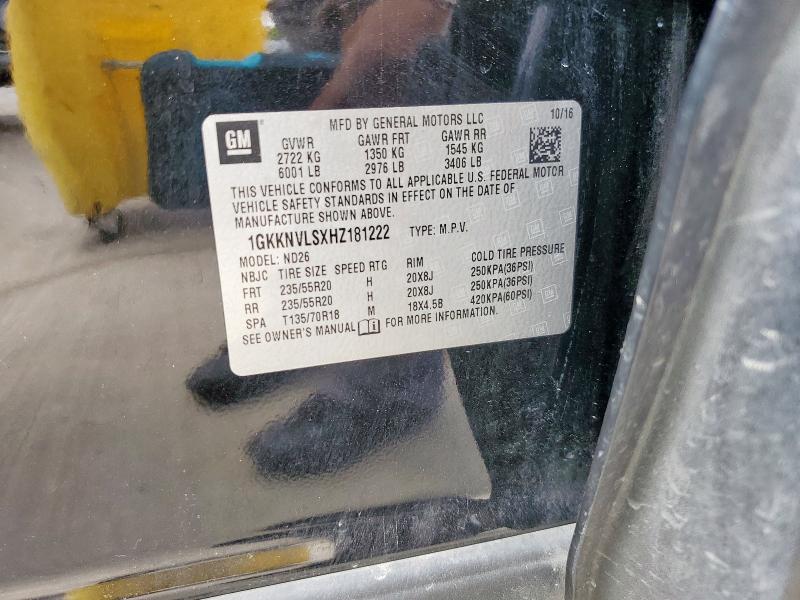 GM
MFD BY GENERAL MOTORS LLC 10/16
GVWR GAWR FRT GAWR RR
2722 KG 1350 KG 1545 KG
6001 LB 2976 LB 3406 LB
THIS VEHICLE CONFORMS TO ALL APPLICABLE U.S. FEDERAL MOTOR
VEHICLE SAFETY STANDARDS IN EFFECT ON THE DATE OF
MANUFACTURE SHOWN ABOVE.
1GKKNVLSXHZ181222 TYPE: M.P.V.
MODEL: ND26
NBJC TIRE SIZE SPEED RTG RIM COLD TIRE PRESSURE
FRT 235/55R20 H 20X8J 250KPA(36PSI)
RR 235/55R20 H 20X8J 250KPA(36PSI)
SPA T135/70R18 M 18X4.5B 420KPA(60PSI)
SEE OWNER'S MANUAL FOR MORE INFORMATION.